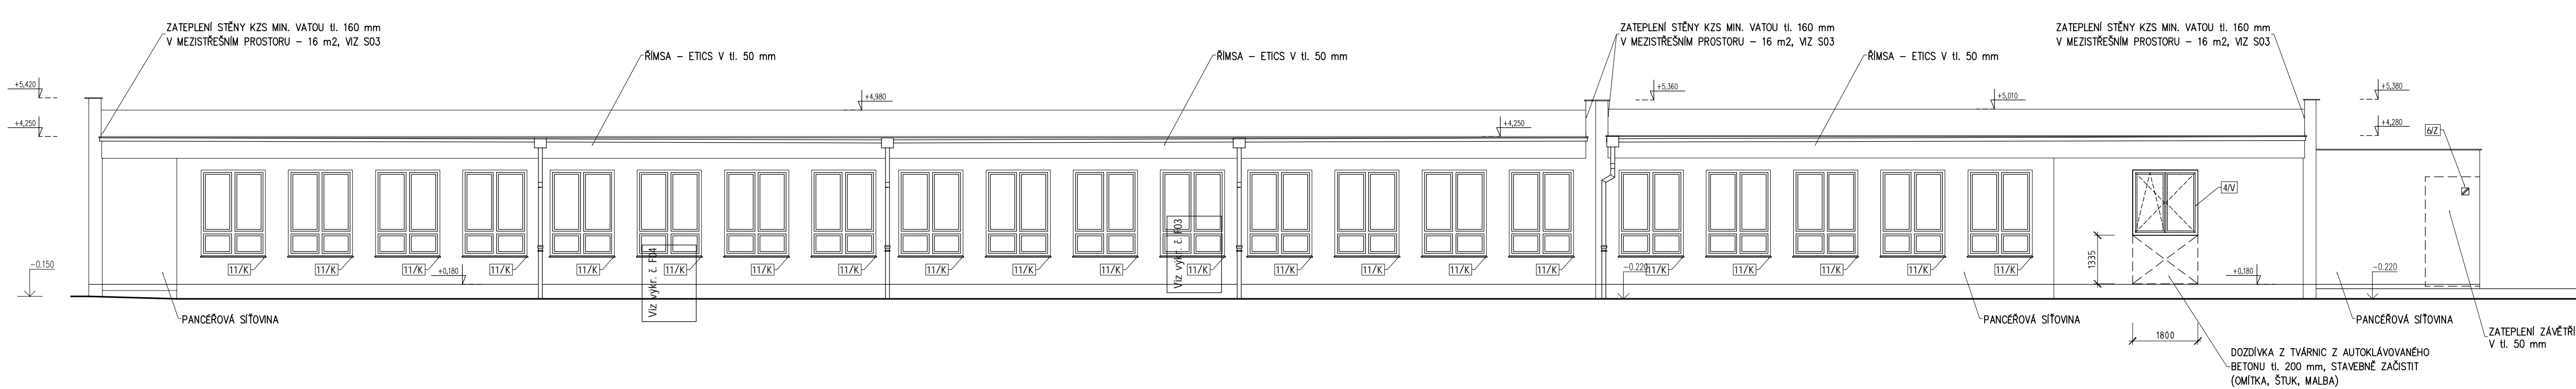 ZATEPLENÍ STĚNY KZS MIN. VATOU tl. 160 mm
V MEZISTŘEŠNÍM PROSTORU – 16 m2, VIZ S03
ZATEPLENÍ STĚNY KZS MIN. VATOU tl. 160 mm
V MEZISTŘEŠNÍM PROSTORU – 16 m2, VIZ S03
ZATEPLENÍ STĚNY KZS MIN. VATOU tl. 160 mm
V MEZISTŘEŠNÍM PROSTORU – 16 m2, VIZ S03
ŘÍMSA – ETICS V tl. 50 mm
ŘÍMSA – ETICS V tl. 50 mm
ŘÍMSA – ETICS V tl. 50 mm
+5,420
+4,980
+5,360
+5,010
+5,380
+4,250
+4,250
+4,280
6/Z
4/V
-0.150
11/K
11/K
11/K
+0,180
11/K
11/K
Viz výkr. č. F04
11/K
11/K
11/K
11/K
11/K
11/K
Viz výkr. č. F03
11/K
11/K
11/K
11/K
11/K
-0.220
11/K
11/K
11/K
11/K
11/K
1335
+0,180
-0.220
PANCÉŘOVÁ SÍŤOVINA
PANCÉŘOVÁ SÍŤOVINA
PANCÉŘOVÁ SÍŤOVINA
1800
ZATEPLENÍ ZÁVĚTŘÍ
V tl. 50 mm
DOZDÍVKA Z TVÁRNIC Z AUTOKLÁVOVANÉHO
BETONU tl. 200 mm, STAVEBNĚ ZAČISTIT
(OMÍTKA, ŠTUK, MALBA)